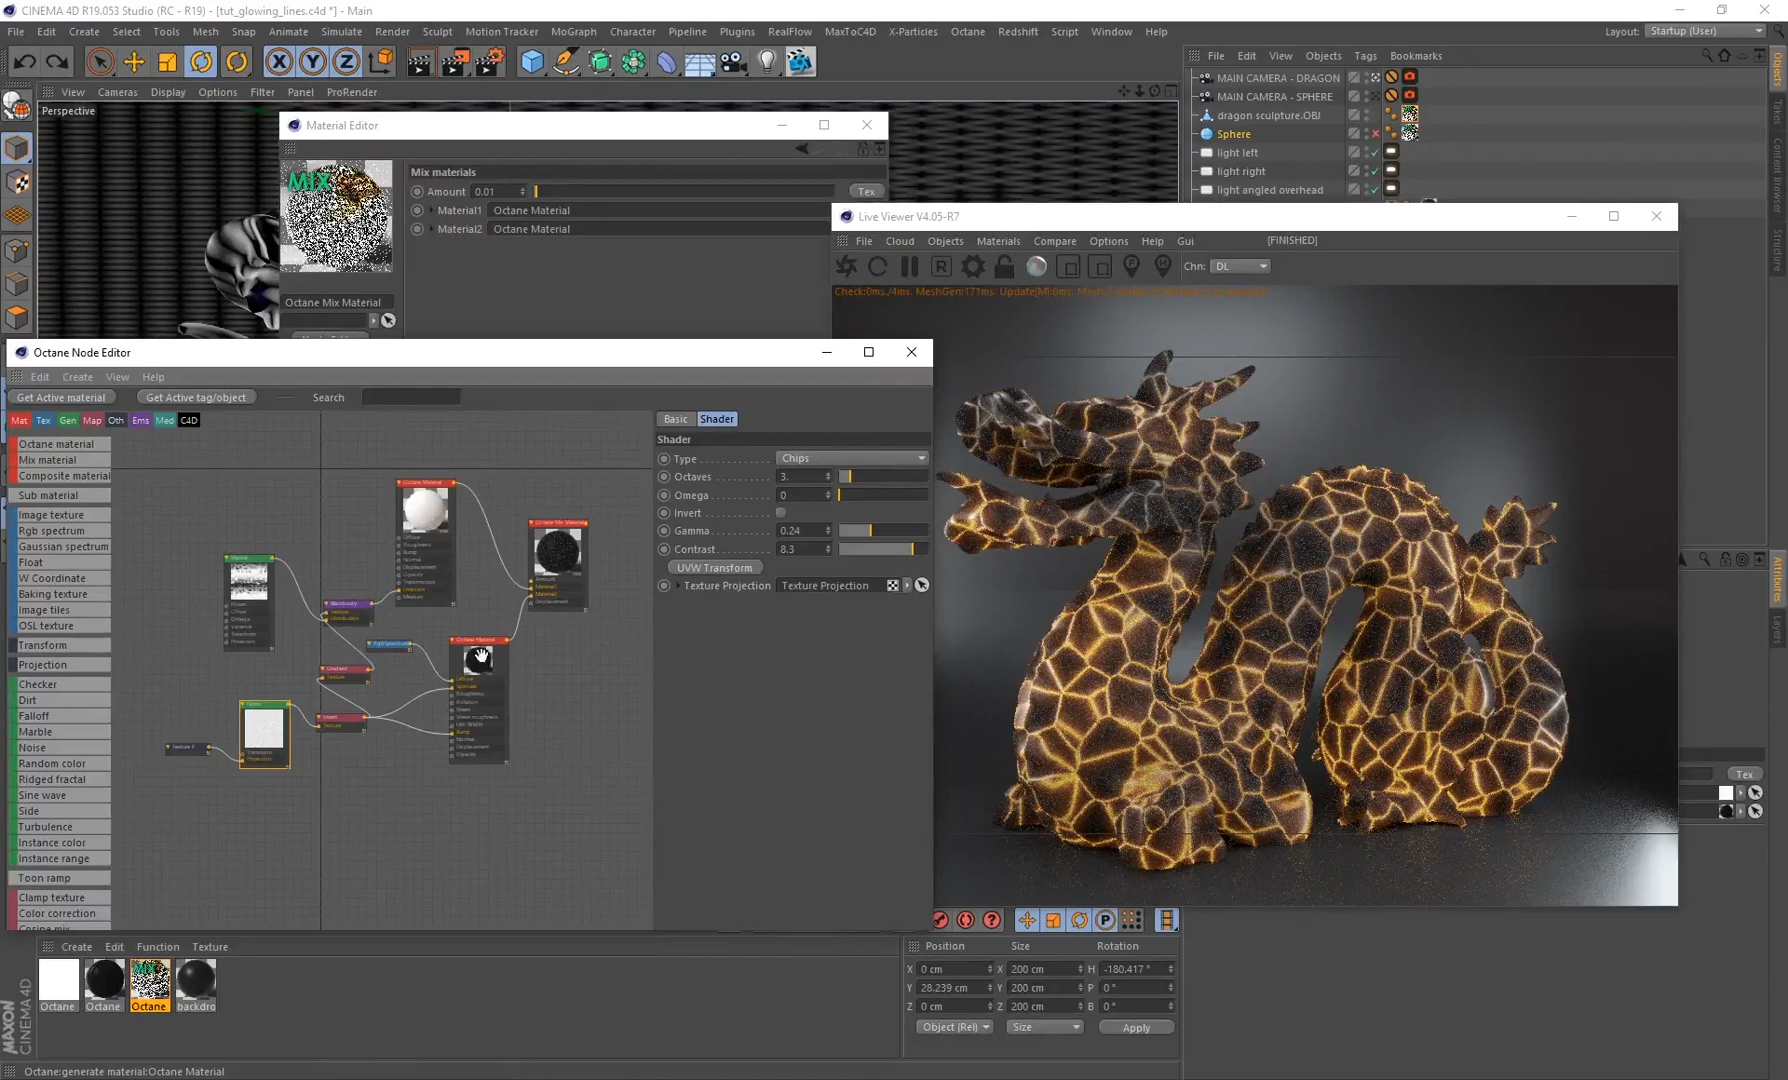 CINEMA 4D R19.053 Studio (RC - R19) - [tut_glowing_lines.c4d *] - Main
File Edit Create Select Tools Mesh Snap Animate Simulate Render Sculpt Motion Tracker MoGraph Character Pipeline Plugins RealFlow MaxToC4D X-Particles Octane Redshift Script Window Help
Layout: Startup (User)
X Y Z
File Edit View Objects Tags Bookmarks
View Cameras Display Options Filter Panel ProRender
Perspective
MAIN CAMERA - DRAGON
MAIN CAMERA - SPHERE
dragon sculpture.OBJ
Sphere
light left
light right
light angled overhead
Objects
Takes
Content Browser
Structure
Attributes
Layers
Material Editor
MIX
Mix materials
Amount 0.01 Tex
Material1 Octane Material
Material2 Octane Material
Octane Mix Material
Live Viewer V4.05-R7
File Cloud Objects Materials Compare Options Help Gui [FINISHED]
R Chn: DL
Octane Node Editor
Edit Create View Help
Get Active material Get Active tag/object Search
Mat Tex Gen Map Oth Ems Med C4D
Octane material
Mix material
Composite material
Sub material
Image texture
Rgb spectrum
Gaussian spectrum
Float
W Coordinate
Baking texture
Image tiles
OSL texture
Transform
Projection
Checker
Dirt
Falloff
Marble
Noise
Random color
Ridged fractal
Sine wave
Side
Turbulence
Instance color
Instance range
Toon ramp
Clamp texture
Color correction
Basic Shader
Shader
Type Chips
Octaves 3.
Omega 0
Invert
Gamma 0.24
Contrast 8.3
UVW Transform
Texture Projection Texture Projection
Tex
Create Edit Function Texture
MIX
Octane Octane Octane backdro
MAXON
CINEMA 4D
P
Position Size Rotation
X 0 cm X 200 cm H -180.417 °
Y 28.239 cm Y 200 cm P 0 °
Z 0 cm Z 200 cm B 0 °
Object (Rel) Size Apply
Octane:generate material:Octane Material